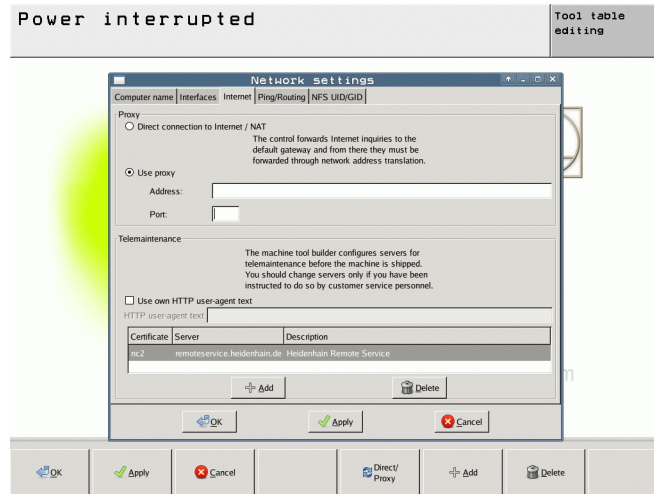 Power interrupted
Tool table
editing
Network settings
Computer name Interfaces Internet Ping/Routing NFS UID/GID
Proxy
Direct connection to Internet / NAT
The control forwards Internet inquiries to the
default gateway and from there they must be
forwarded through network address translation.
Use proxy
Address:
Port:
Telemaintenance
The machine tool builder configures servers for
telemaintenance before the machine is shipped.
You should change servers only if you have been
instructed to do so by customer service personnel.
Use own HTTP user-agent text
HTTP user-agent text
Certificate Server Description
nc2 remoteservice.heidenhain.de Heidenhain Remote Service
Add Delete
OK Apply Cancel
OK Apply Cancel Direct/
Proxy Add Delete